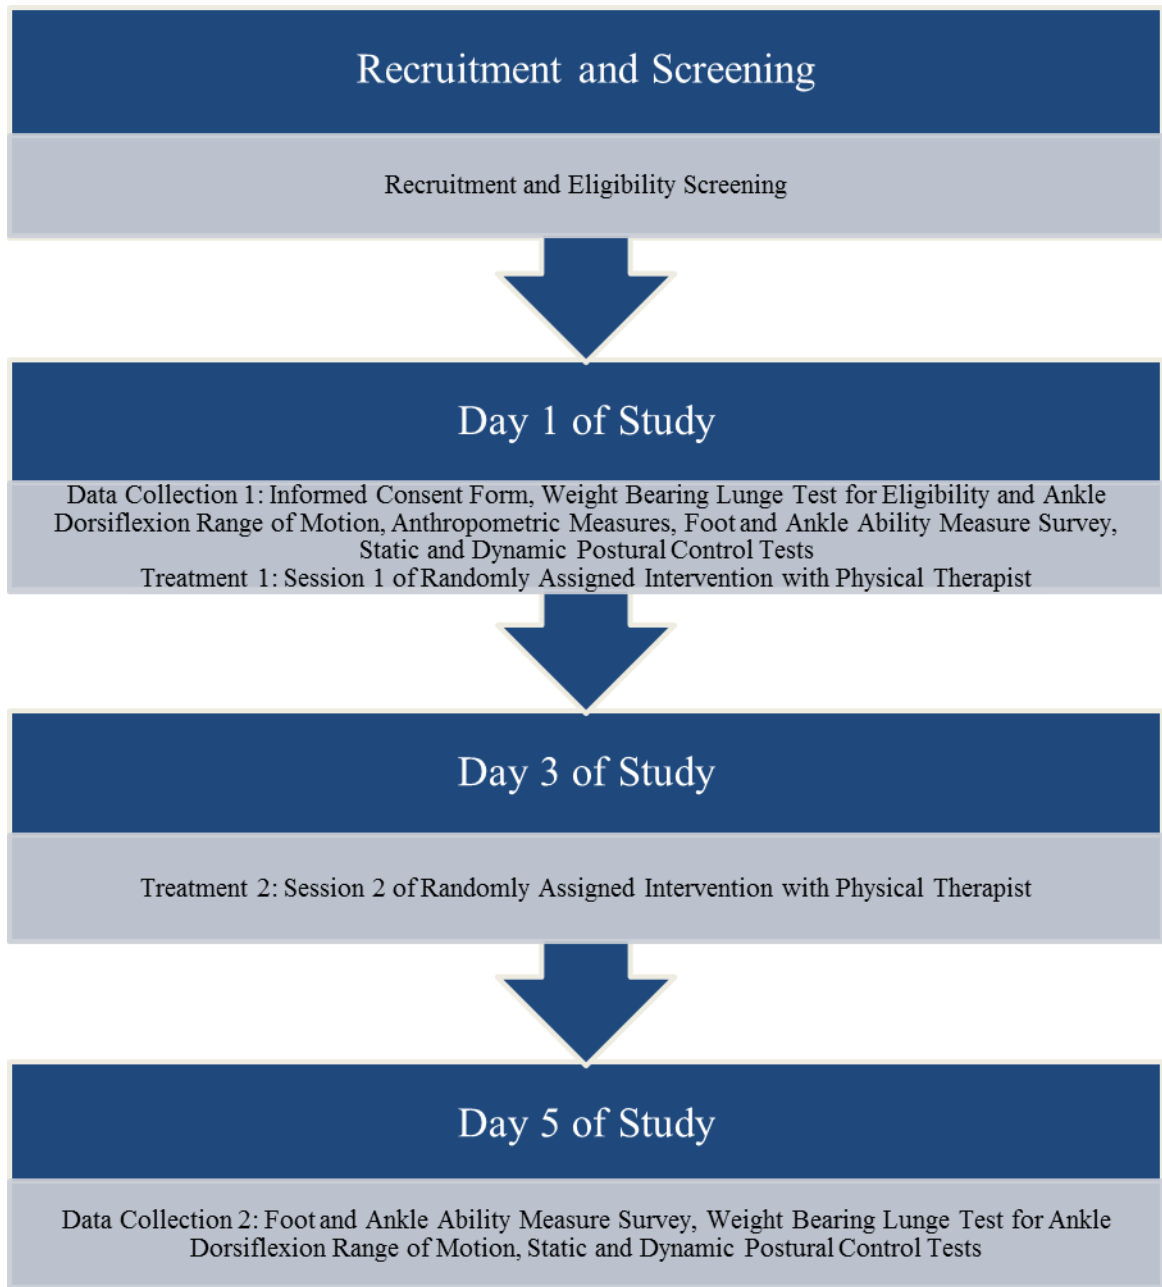 Recruitment and Screening
Recruitment and Eligibility Screening
Day 1 of Study
Data Collection 1: Informed Consent Form, Weight Bearing Lunge Test for Eligibility and Ankle
Dorsiflexion Range of Motion, Anthropometric Measures, Foot and Ankle Ability Measure Survey,
Static and Dynamic Postural Control Tests
Treatment 1: Session 1 of Randomly Assigned Intervention with Physical Therapist
Day 3 of Study
Treatment 2: Session 2 of Randomly Assigned Intervention with Physical Therapist
Day 5 of Study
Data Collection 2: Foot and Ankle Ability Measure Survey, Weight Bearing Lunge Test for Ankle
Dorsiflexion Range of Motion, Static and Dynamic Postural Control Tests